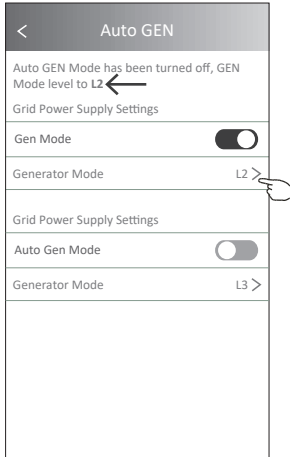 Auto GEN
Auto GEN Mode has been turned off, GEN
Mode level to L2
Grid Power Supply Settings
Gen Mode
Generator Mode L2
Grid Power Supply Settings
Auto Gen Mode
Generator Mode L3